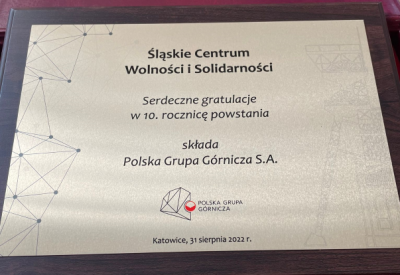 Śląskie Centrum
Wolności i Solidarności
Serdeczne gratulacje
w 10. rocznicę powstania
składa
Polska Grupa Górnicza S.A.
POLSKA GRUPA
GÓRNICZA
Katowice, 31 sierpnia 2022 r.